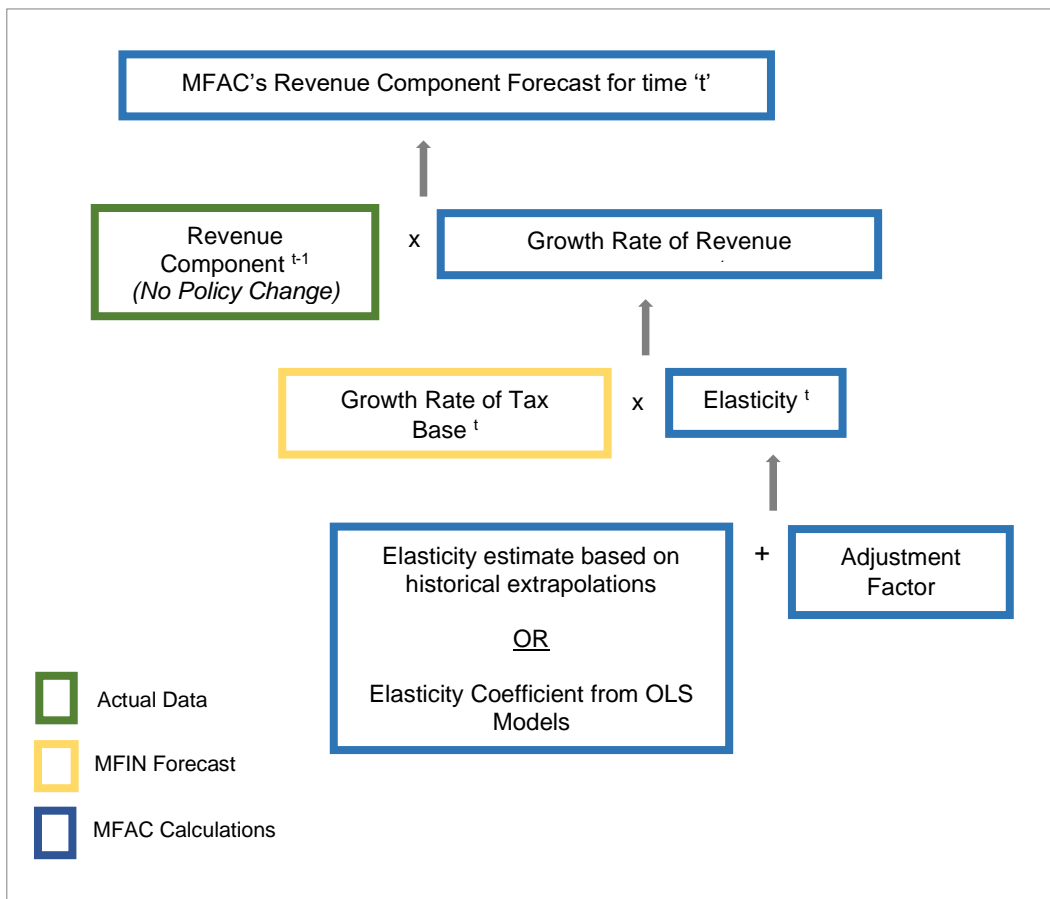 MFAC’s Revenue Component Forecast for time ‘t’
Revenue
Component t-1
(No Policy Change)
x
Growth Rate of Revenue
Growth Rate of Tax
Base t
x
Elasticity t
Elasticity estimate based on
historical extrapolations
OR
Elasticity Coefficient from OLS
Models
+
Adjustment
Factor
Actual Data
MFIN Forecast
MFAC Calculations